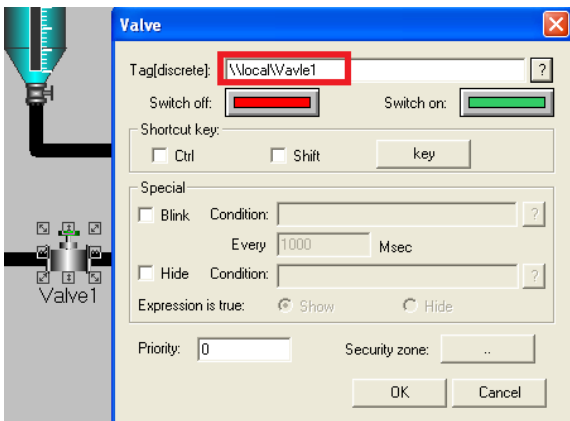 Valve
Tag[discrete]: \\local\Vavle1 ?
Switch off: Switch on:
Shortcut key:
Ctrl Shift key
Special
Blink Condition: ?
Every 1000 Msec
Hide Condition: ?
Expression is true: Show Hide
Valve1
Priority: 0 Security zone: ..
OK Cancel